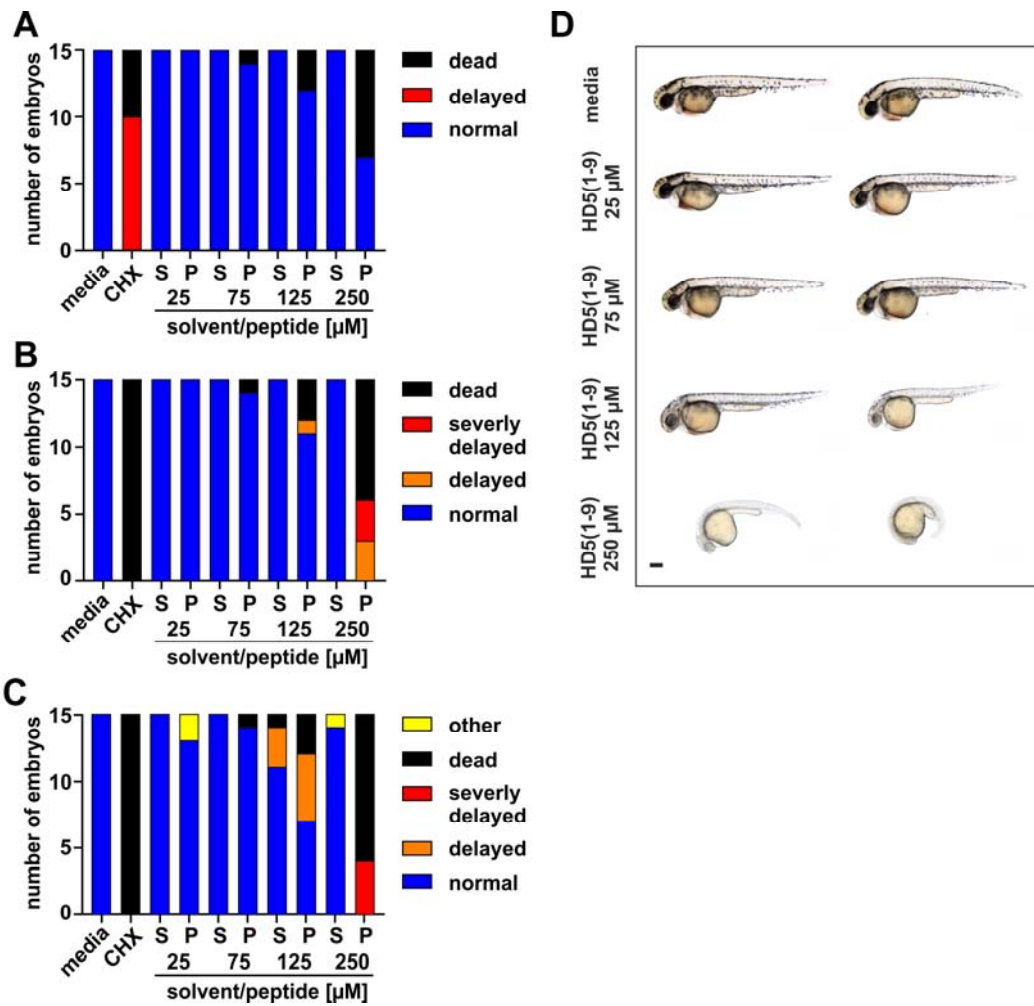 A
15
10
5
0
number of embryos
dead
delayed
normal
media
CHX
S P S P S P S P
25 75 125 250
solvent/peptide [µM]
B
15
10
5
0
number of embryos
dead
severly
delayed
delayed
normal
media
CHX
S P S P S P S P
25 75 125 250
solvent/peptide [µM]
C
15
10
5
0
number of embryos
other
dead
severly
delayed
delayed
normal
media
CHX
S P S P S P S P
25 75 125 250
solvent/peptide [µM]
D
media
HD5(1-9)
25 µM
HD5(1-9)
75 µM
HD5(1-9)
125 µM
HD5(1-9)
250 µM